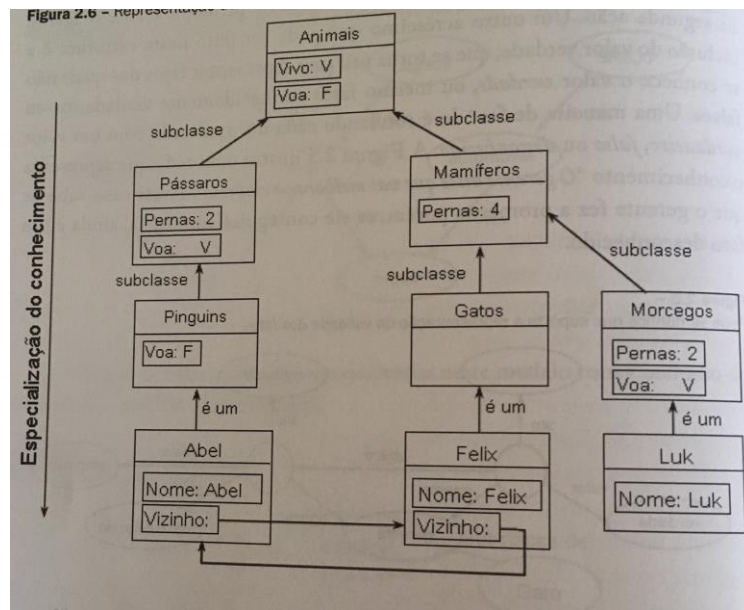 Figura 2.6 – Representação
Animais
Vivo: V
Voa: F
subclasse
subclasse
Pássaros
Pernas: 2
Voa: V
Mamíferos
Pernas: 4
subclasse
subclasse
subclasse
Pinguins
Voa: F
Gatos
Morcegos
Pernas: 2
Voa: V
é um
é um
é um
Abel
Nome: Abel
Vizinho:
Felix
Nome: Felix
Vizinho:
Luk
Nome: Luk
Especialização do conhecimento